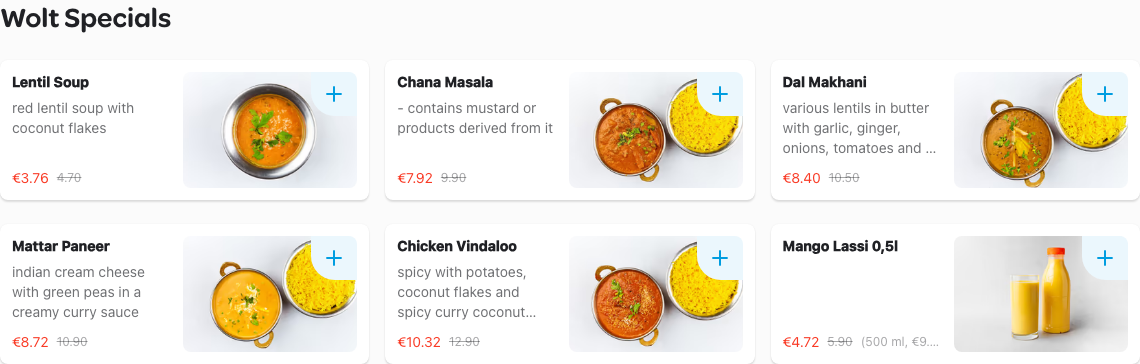 Wolt Specials
Lentil Soup
red lentil soup with
coconut flakes
€3.76 4.70
Chana Masala
- contains mustard or
products derived from it
€7.92 9.90
Dal Makhani
various lentils in butter
with garlic, ginger,
onions, tomatoes and ...
€8.40 10.50
Mattar Paneer
indian cream cheese
with green peas in a
creamy curry sauce
€8.72 10.90
Chicken Vindaloo
spicy with potatoes,
coconut flakes and
spicy curry coconut...
€10.32 12.90
Mango Lassi 0,5l
€4.72 5.90 (500 ml, €9....